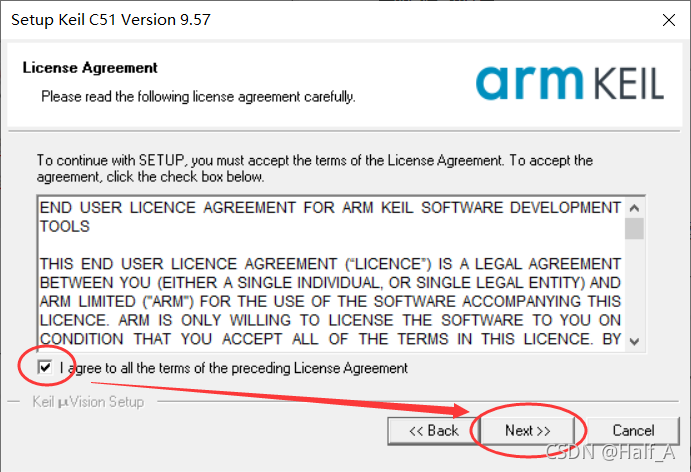 Setup Keil C51 Version 9.57
License Agreement
Please read the following license agreement carefully.
arm KEIL
To continue with SETUP, you must accept the terms of the License Agreement. To accept the
agreement, click the check box below.
END USER LICENCE AGREEMENT FOR ARM KEIL SOFTWARE DEVELOPMENT
TOOLS
THIS END USER LICENCE AGREEMENT (“LICENCE”) IS A LEGAL AGREEMENT
BETWEEN YOU (EITHER A SINGLE INDIVIDUAL, OR SINGLE LEGAL ENTITY) AND
ARM LIMITED ("ARM") FOR THE USE OF THE SOFTWARE ACCOMPANYING THIS
LICENCE. ARM IS ONLY WILLING TO LICENSE THE SOFTWARE TO YOU ON
CONDITION THAT YOU ACCEPT ALL OF THE TERMS IN THIS LICENCE. BY
I agree to all the terms of the preceding License Agreement
Keil µVision Setup
<< Back
Next >>
Cancel
CSDN @Half_A